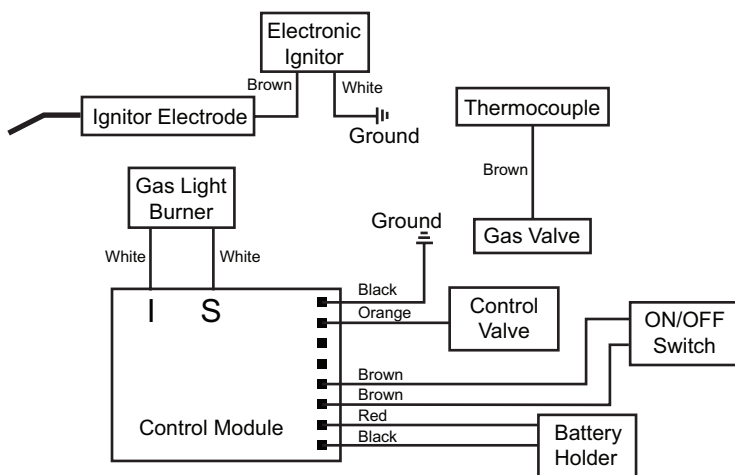 Electronic
Ignitor
Brown
White
Ignitor Electrode
Ground
Thermocouple
Brown
Gas Valve
Gas Light
Burner
White
White
Ground
I
S
Black
Orange
Control
Valve
ON/OFF
Switch
Brown
Brown
Red
Black
Control Module
Battery
Holder